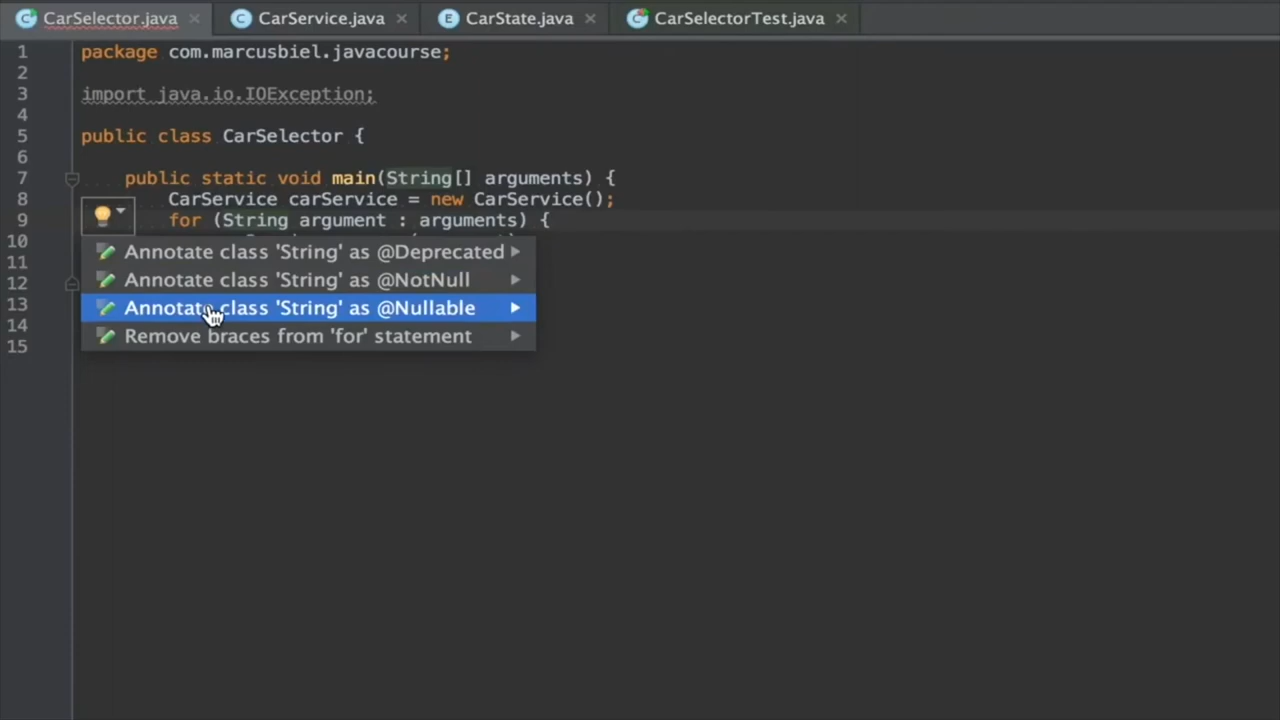 CarSelector.java CarService.java CarState.java CarSelectorTest.java
1 package com.marcusbiel.javacourse;
2
3 import java.io.IOException;
4
5 public class CarSelector {
6
7 public static void main(String[] arguments) {
8 CarService carService = new CarService();
9 for (String argument : arguments) {
10
Annotate class 'String' as @Deprecated
11
Annotate class 'String' as @NotNull
12
13 Annotate class 'String' as @Nullable
14 Remove braces from 'for' statement
15